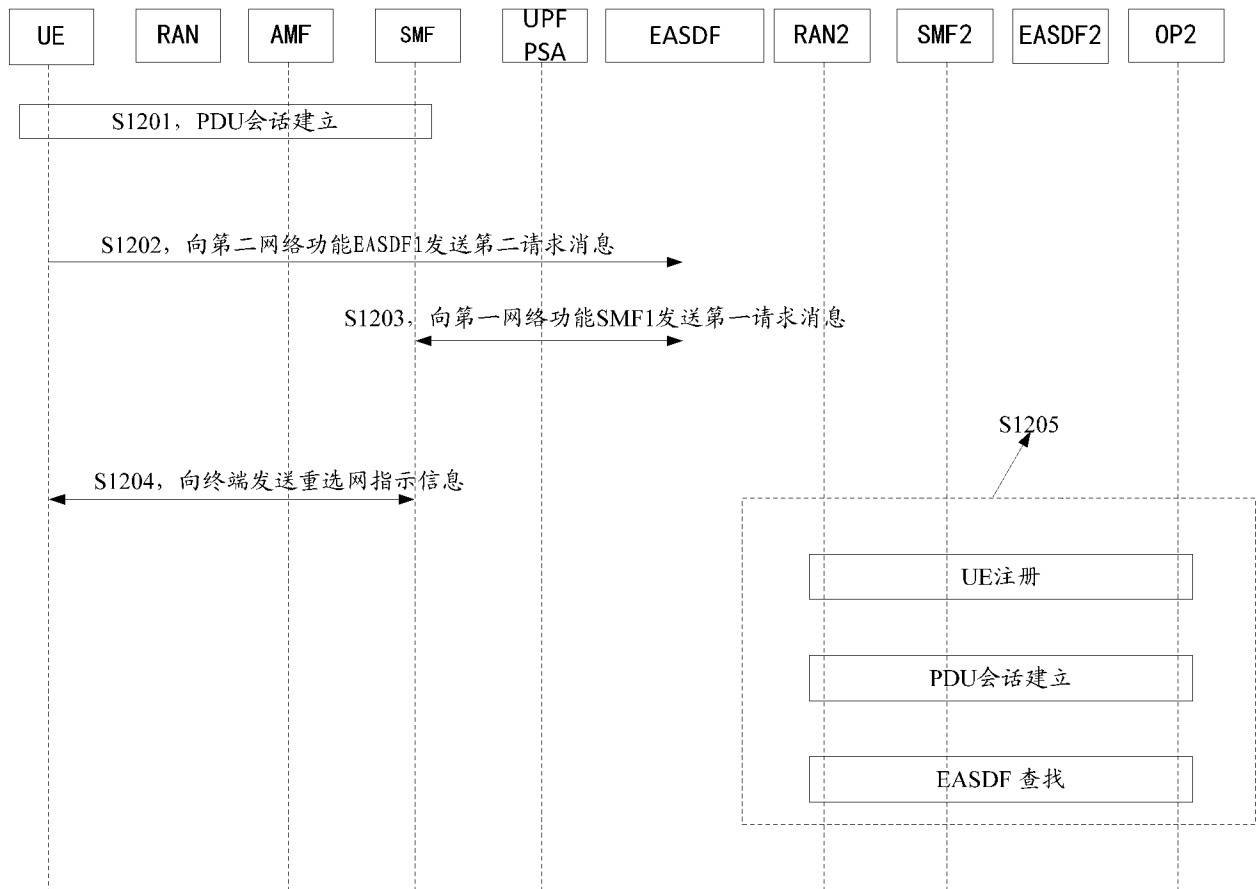 UE
RAN
AMF
SMF
UPF
PSA
EASDF
RAN2
SMF2
EASDF2
OP2
S1201，PDU会话建立
S1202，向第二网络功能EASDF1发送第二请求消息
S1203，向第一网络功能SMF1发送第一请求消息
S1205
S1204，向终端发送重选网指示信息
UE注册
PDU会话建立
EASDF 查找